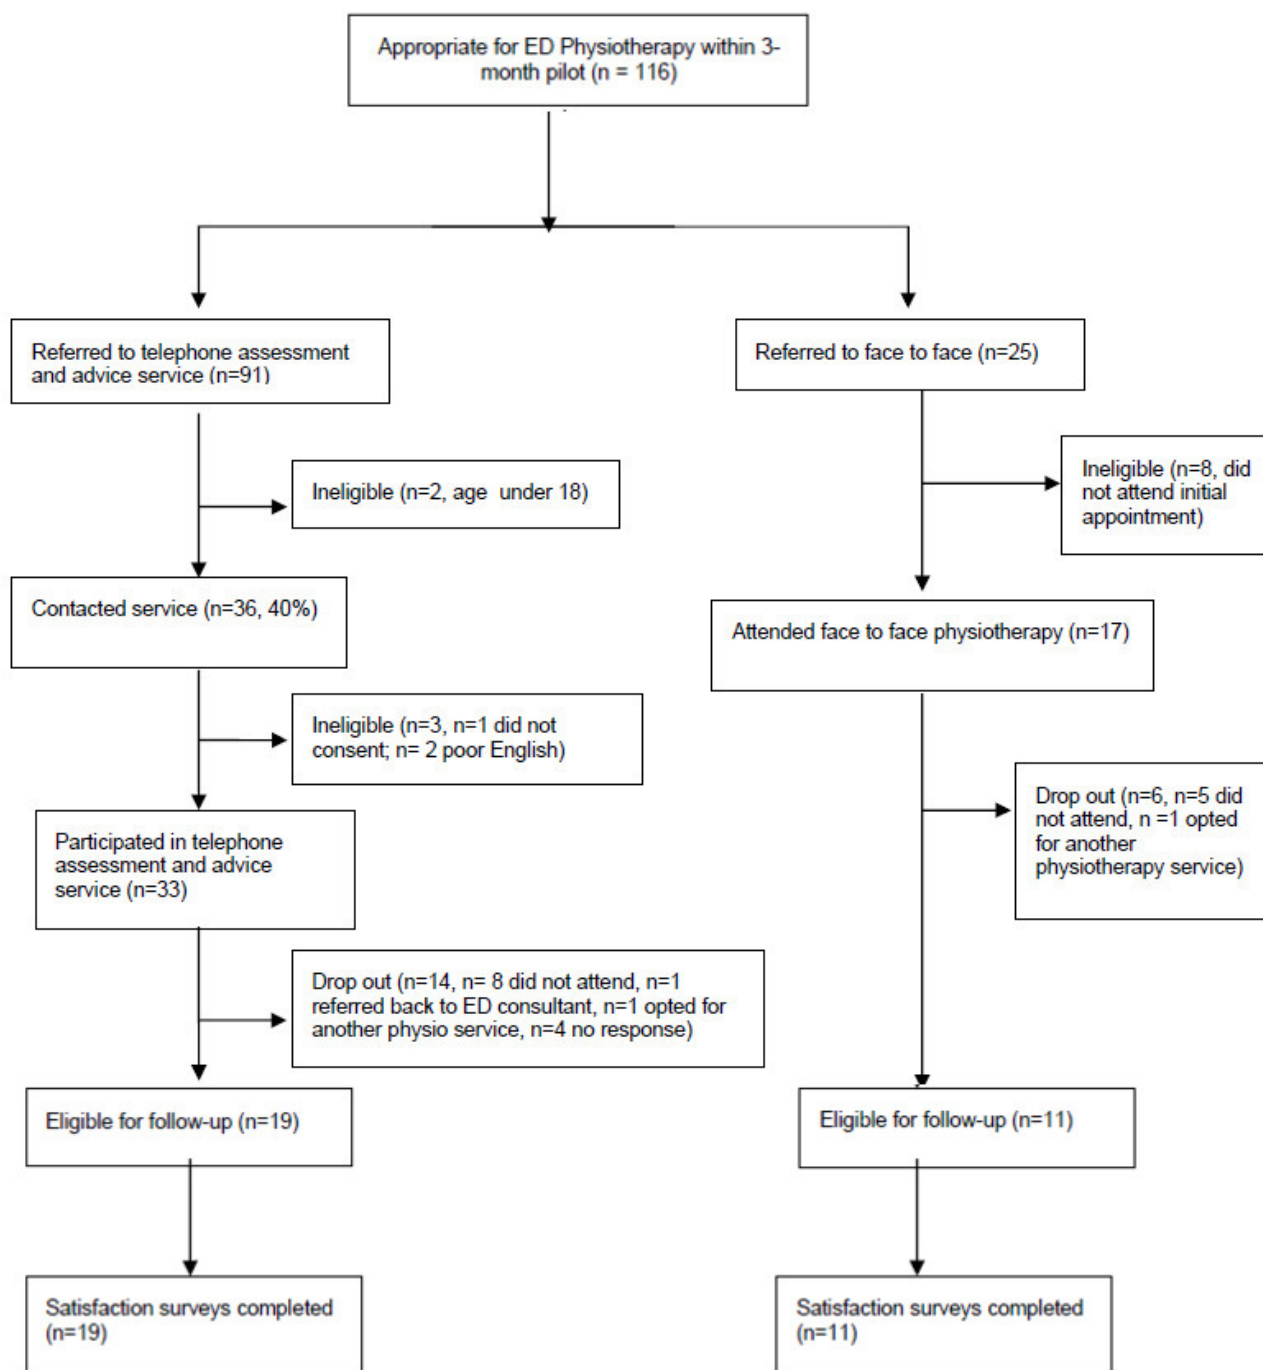 Appropriate for ED Physiotherapy within 3-
month pilot (n = 116)
Referred to telephone assessment
and advice service (n=91)
Referred to face to face (n=25)
Ineligible (n=2, age under 18)
Ineligible (n=8, did
not attend initial
appointment)
Contacted service (n=36, 40%)
Attended face to face physiotherapy (n=17)
Ineligible (n=3, n=1 did not
consent; n= 2 poor English)
Drop out (n=6, n=5 did
not attend, n =1 opted
for another
physiotherapy service)
Participated in telephone
assessment and advice
service (n=33)
Drop out (n=14, n= 8 did not attend, n=1
referred back to ED consultant, n=1 opted for
another physio service, n=4 no response)
Eligible for follow-up (n=19)
Eligible for follow-up (n=11)
Satisfaction surveys completed
(n=19)
Satisfaction surveys completed
(n=11)